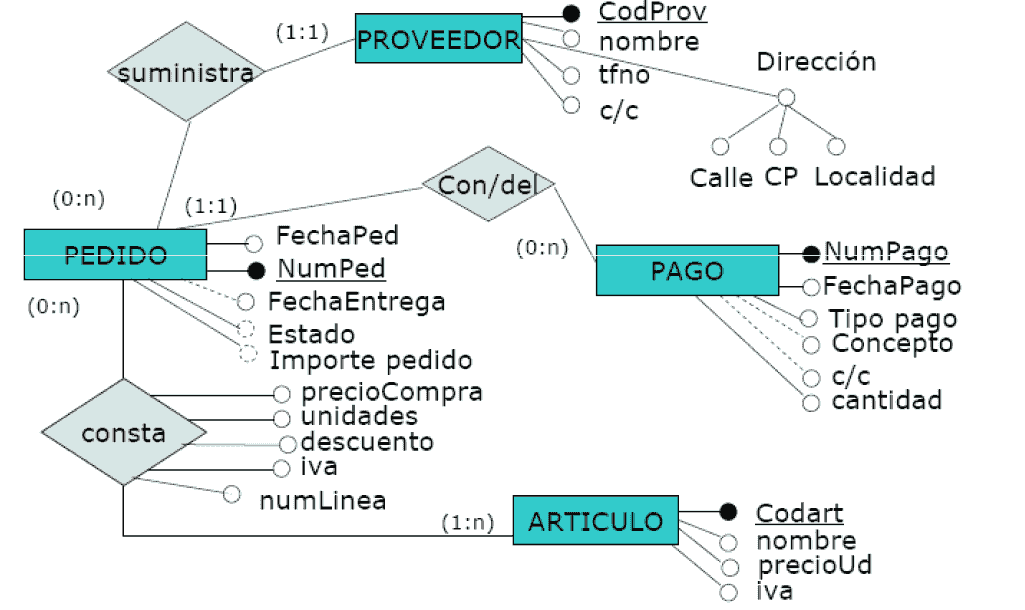 CodProv
(1:1)
PROVEEDOR
nombre
Dirección
suministra
tfno
c/c
Calle CP Localidad
Con/del
(0:n)
(1:1)
FechaPed
(0:n)
NumPago
PEDIDO
NumPed
PAGO
FechaPago
(0:n)
FechaEntrega
Tipo pago
Estado
Concepto
Importe pedido
c/c
precioCompra
cantidad
unidades
consta
descuento
iva
numLinea
(1:n)
ARTICULO
Codart
nombre
precioUd
iva